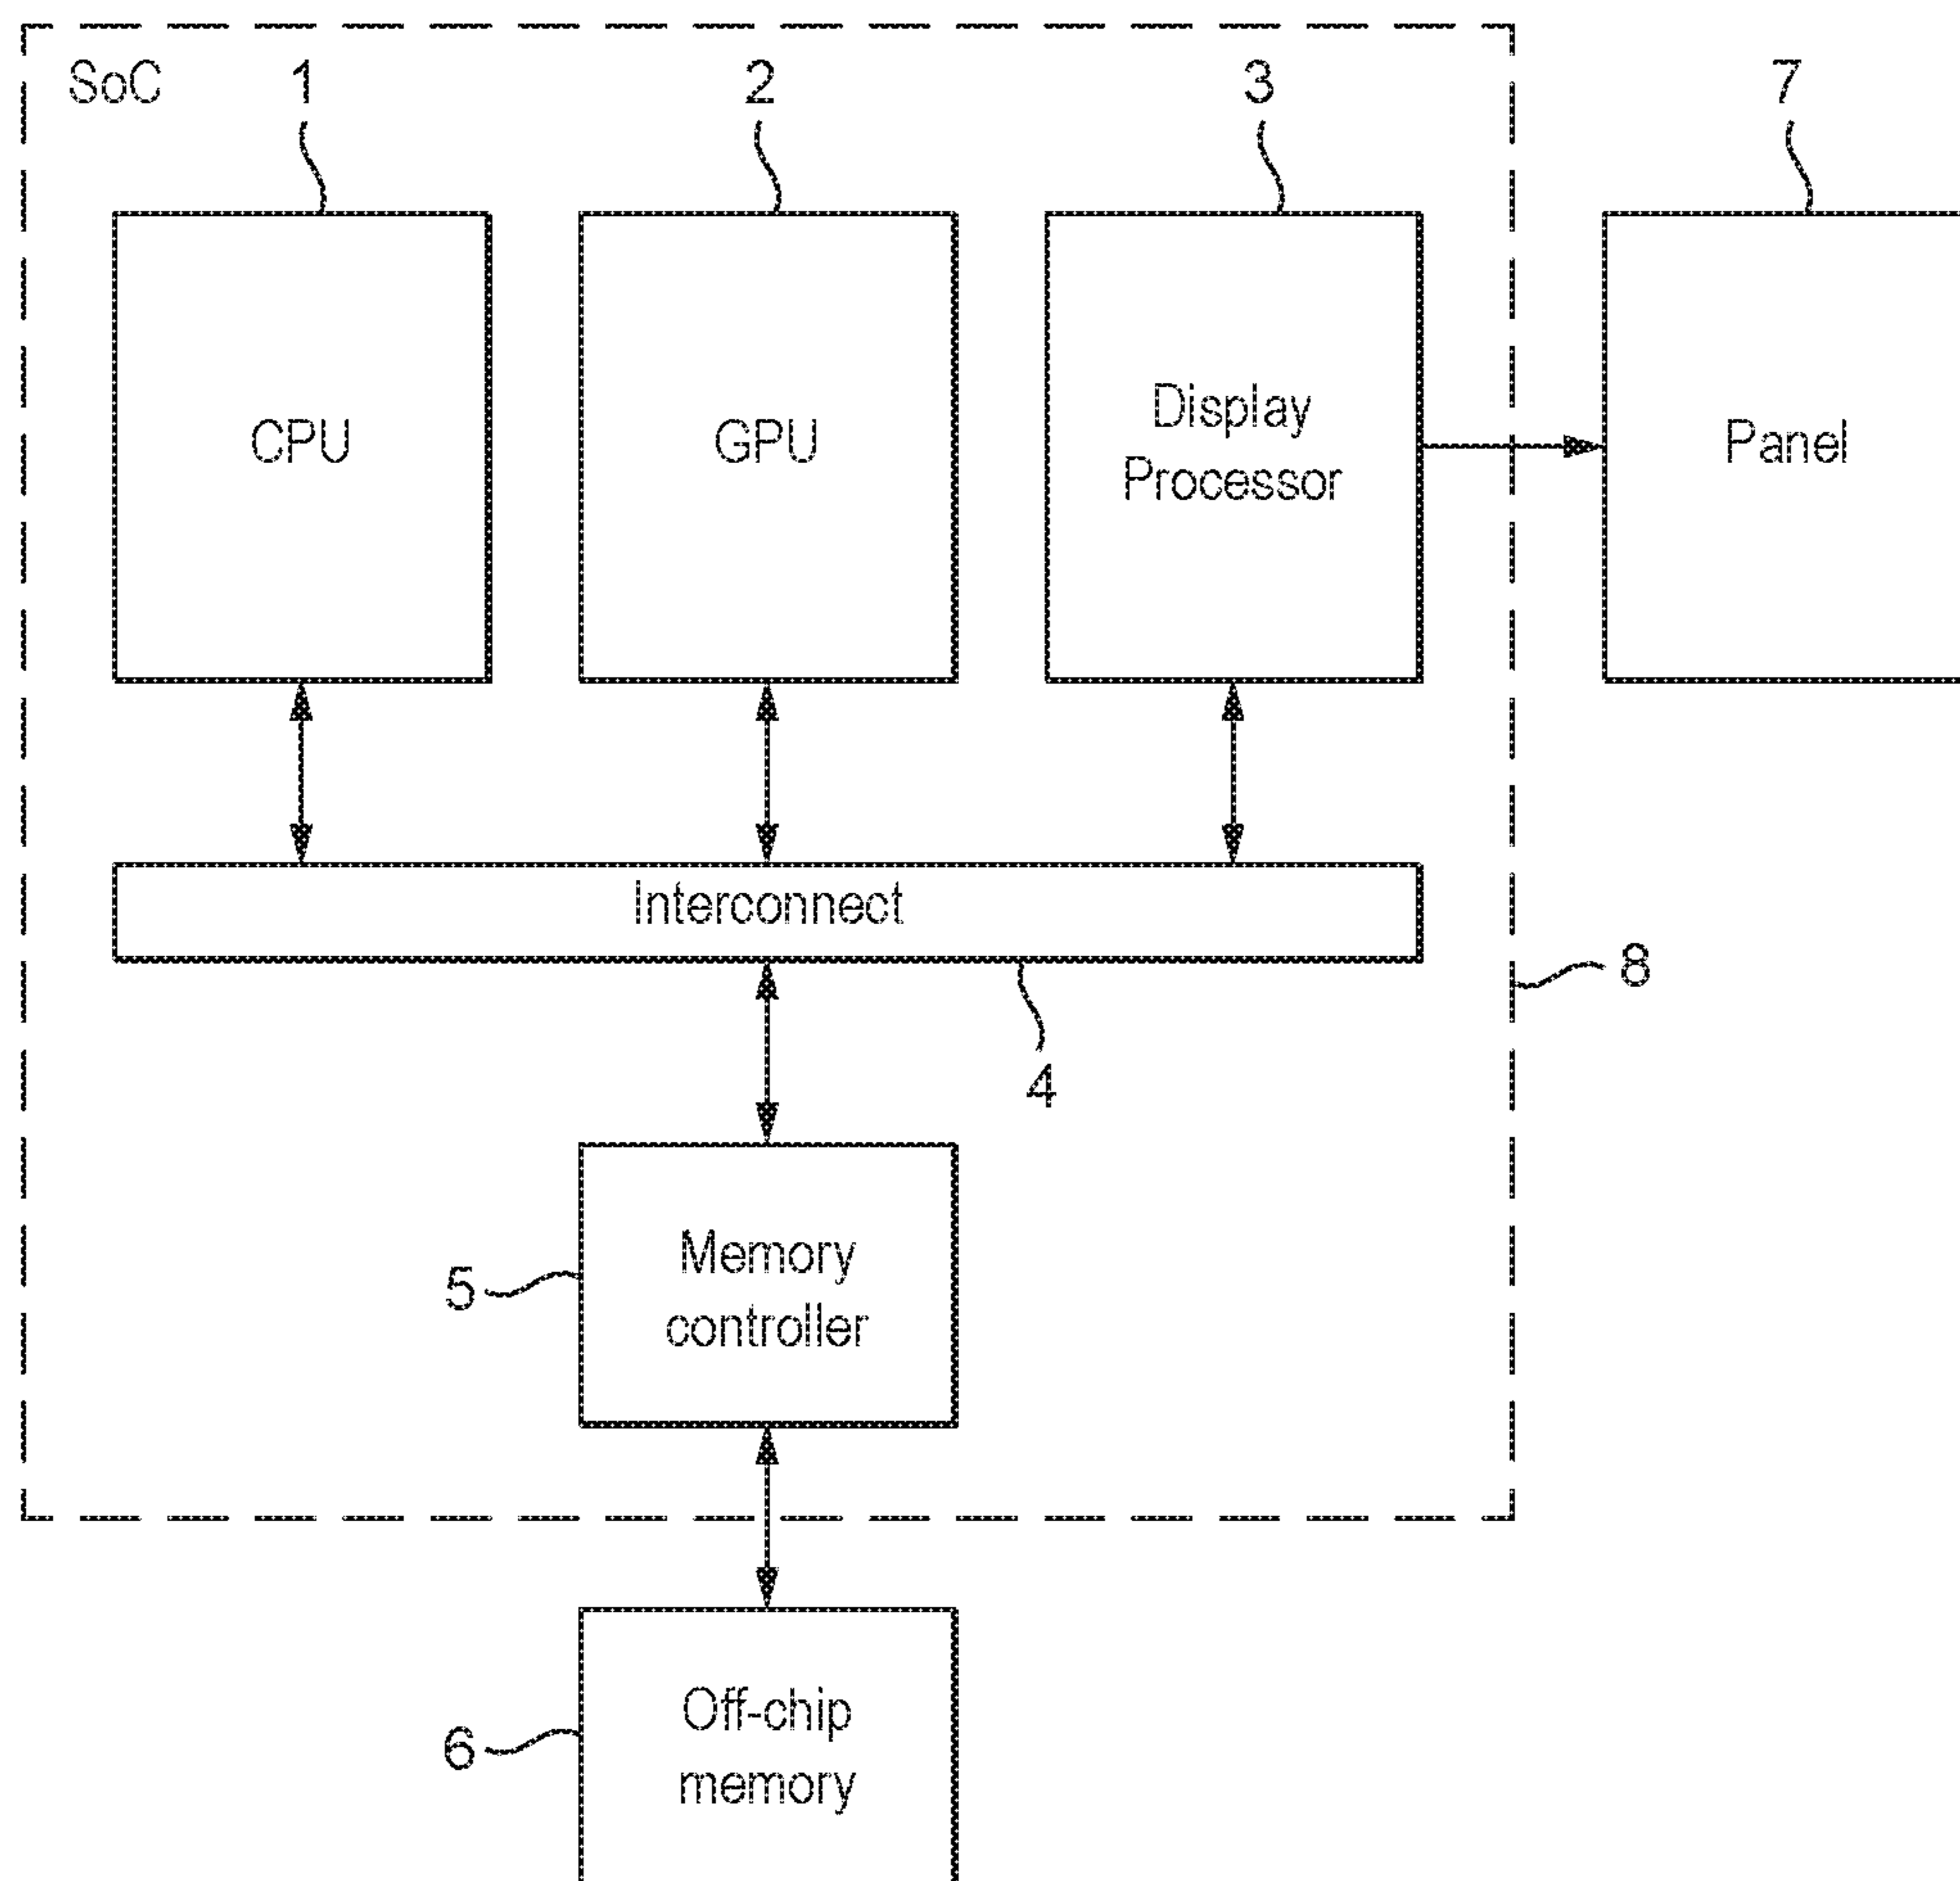 SoC
1
2
3
7
CPU
GPU
Display
Processor
Panel
Interconnect
8
4
5
Memory
controller
6
Off-chip
memory